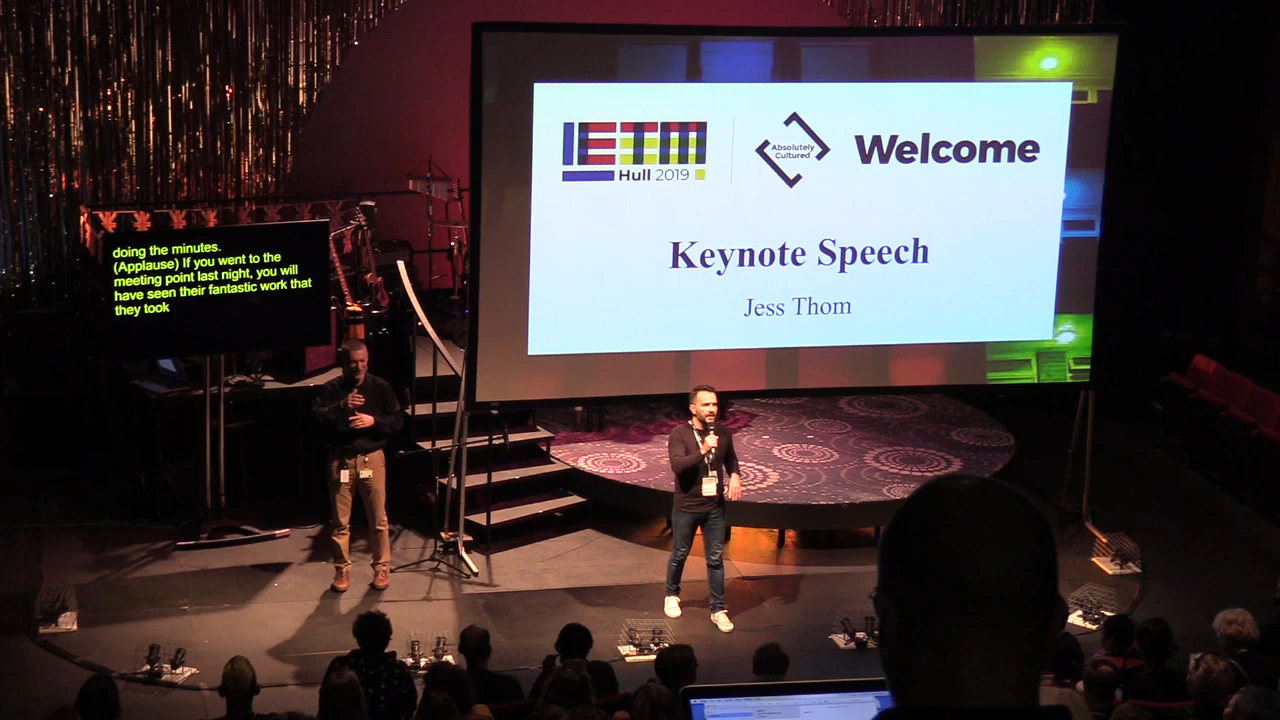 doing the minutes.
(Applause) If you went to the
meeting point last night, you will
have seen their fantastic work that
they took
IETM
Hull 2019
Absolutely
Cultured
Welcome
Keynote Speech
Jess Thom